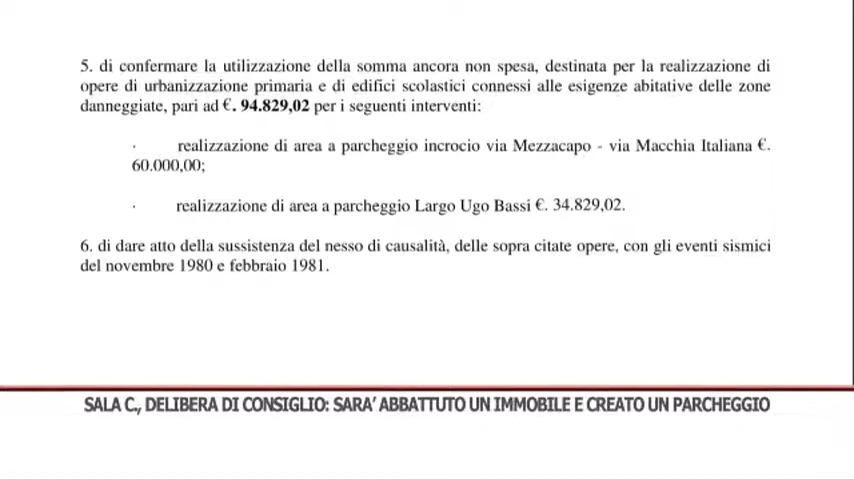 5. di confermare la utilizzazione della somma ancora non spesa, destinata per la realizzazione di
opere di urbanizzazione primaria e di edifici scolastici connessi alle esigenze abitative delle zone
danneggiate, pari ad €. 94.829,02 per i seguenti interventi:
· realizzazione di area a parcheggio incrocio via Mezzacapo - via Macchia Italiana €.
60.000,00;
· realizzazione di area a parcheggio Largo Ugo Bassi €. 34.829,02.
6. di dare atto della sussistenza del nesso di causalità, delle sopra citate opere, con gli eventi sismici
del novembre 1980 e febbraio 1981.
SALA C., DELIBERA DI CONSIGLIO: SARA' ABBATTUTO UN IMMOBILE E CREATO UN PARCHEGGIO